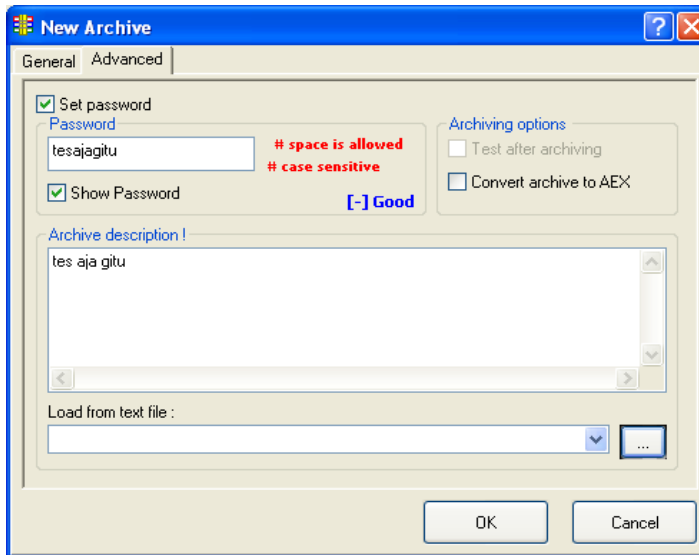 New Archive
General Advanced
Set password
Password
tesajagitu
# space is allowed
# case sensitive
Show Password
[-] Good
Archiving options
Test after archiving
Convert archive to AEX
Archive description !
tes aja gitu
Load from text file :
...
OK Cancel